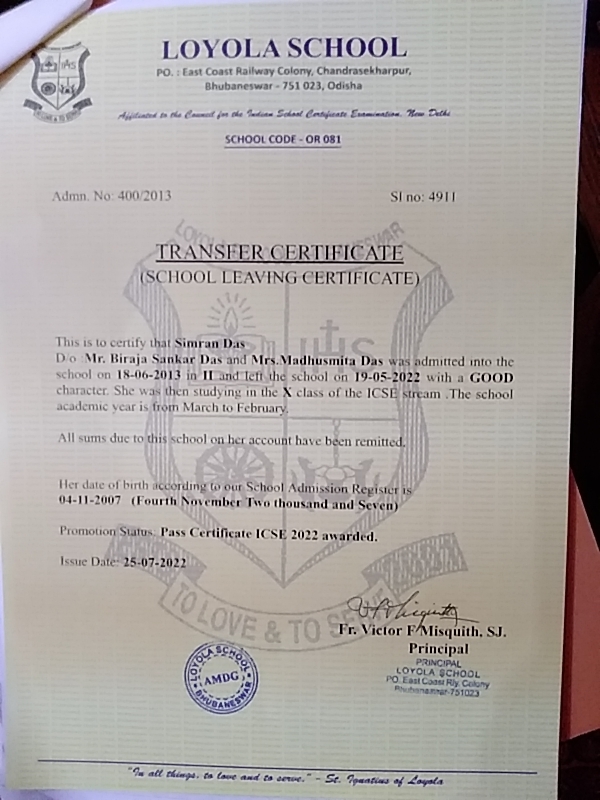 LOYOLA SCHOOL
PO. : East Coast Railway Colony, Chandrasekharpur,
Bhubaneswar - 751 023, Odisha
Affiliated to the Council for the Indian School Certificate Examination, New Delhi
SCHOOL CODE - OR 081
Admn. No: 400/2013
Sl no: 4911
TRANSFER CERTIFICATE
(SCHOOL LEAVING CERTIFICATE)
This is to certify that Simran Das
D/o Mr. Biraja Sankar Das and Mrs.Madhusmita Das was admitted into the
school on 18-06-2013 in II and left the school on 19-05-2022 with a GOOD
character. She was then studying in the X class of the ICSE stream .The school
academic year is from March to February.
All sums due to this school on her account have been remitted.
Her date of birth according to our School Admission Register is
04-11-2007 (Fourth November Two thousand and Seven)
Promotion Status: Pass Certificate ICSE 2022 awarded.
Issue Date: 25-07-2022
TO LOVE & TO SERVE
Fr. Victor F Misquith, SJ.
Principal
PRINCIPAL
LOYOLA SCHOOL
PO. East Coast Rly. Colony
Bhubaneswar-751023
LOYOLA SCHOOL
AMDG
BHUBANESWAR
"In all things, to love and to serve." - St. Ignatius of Loyola